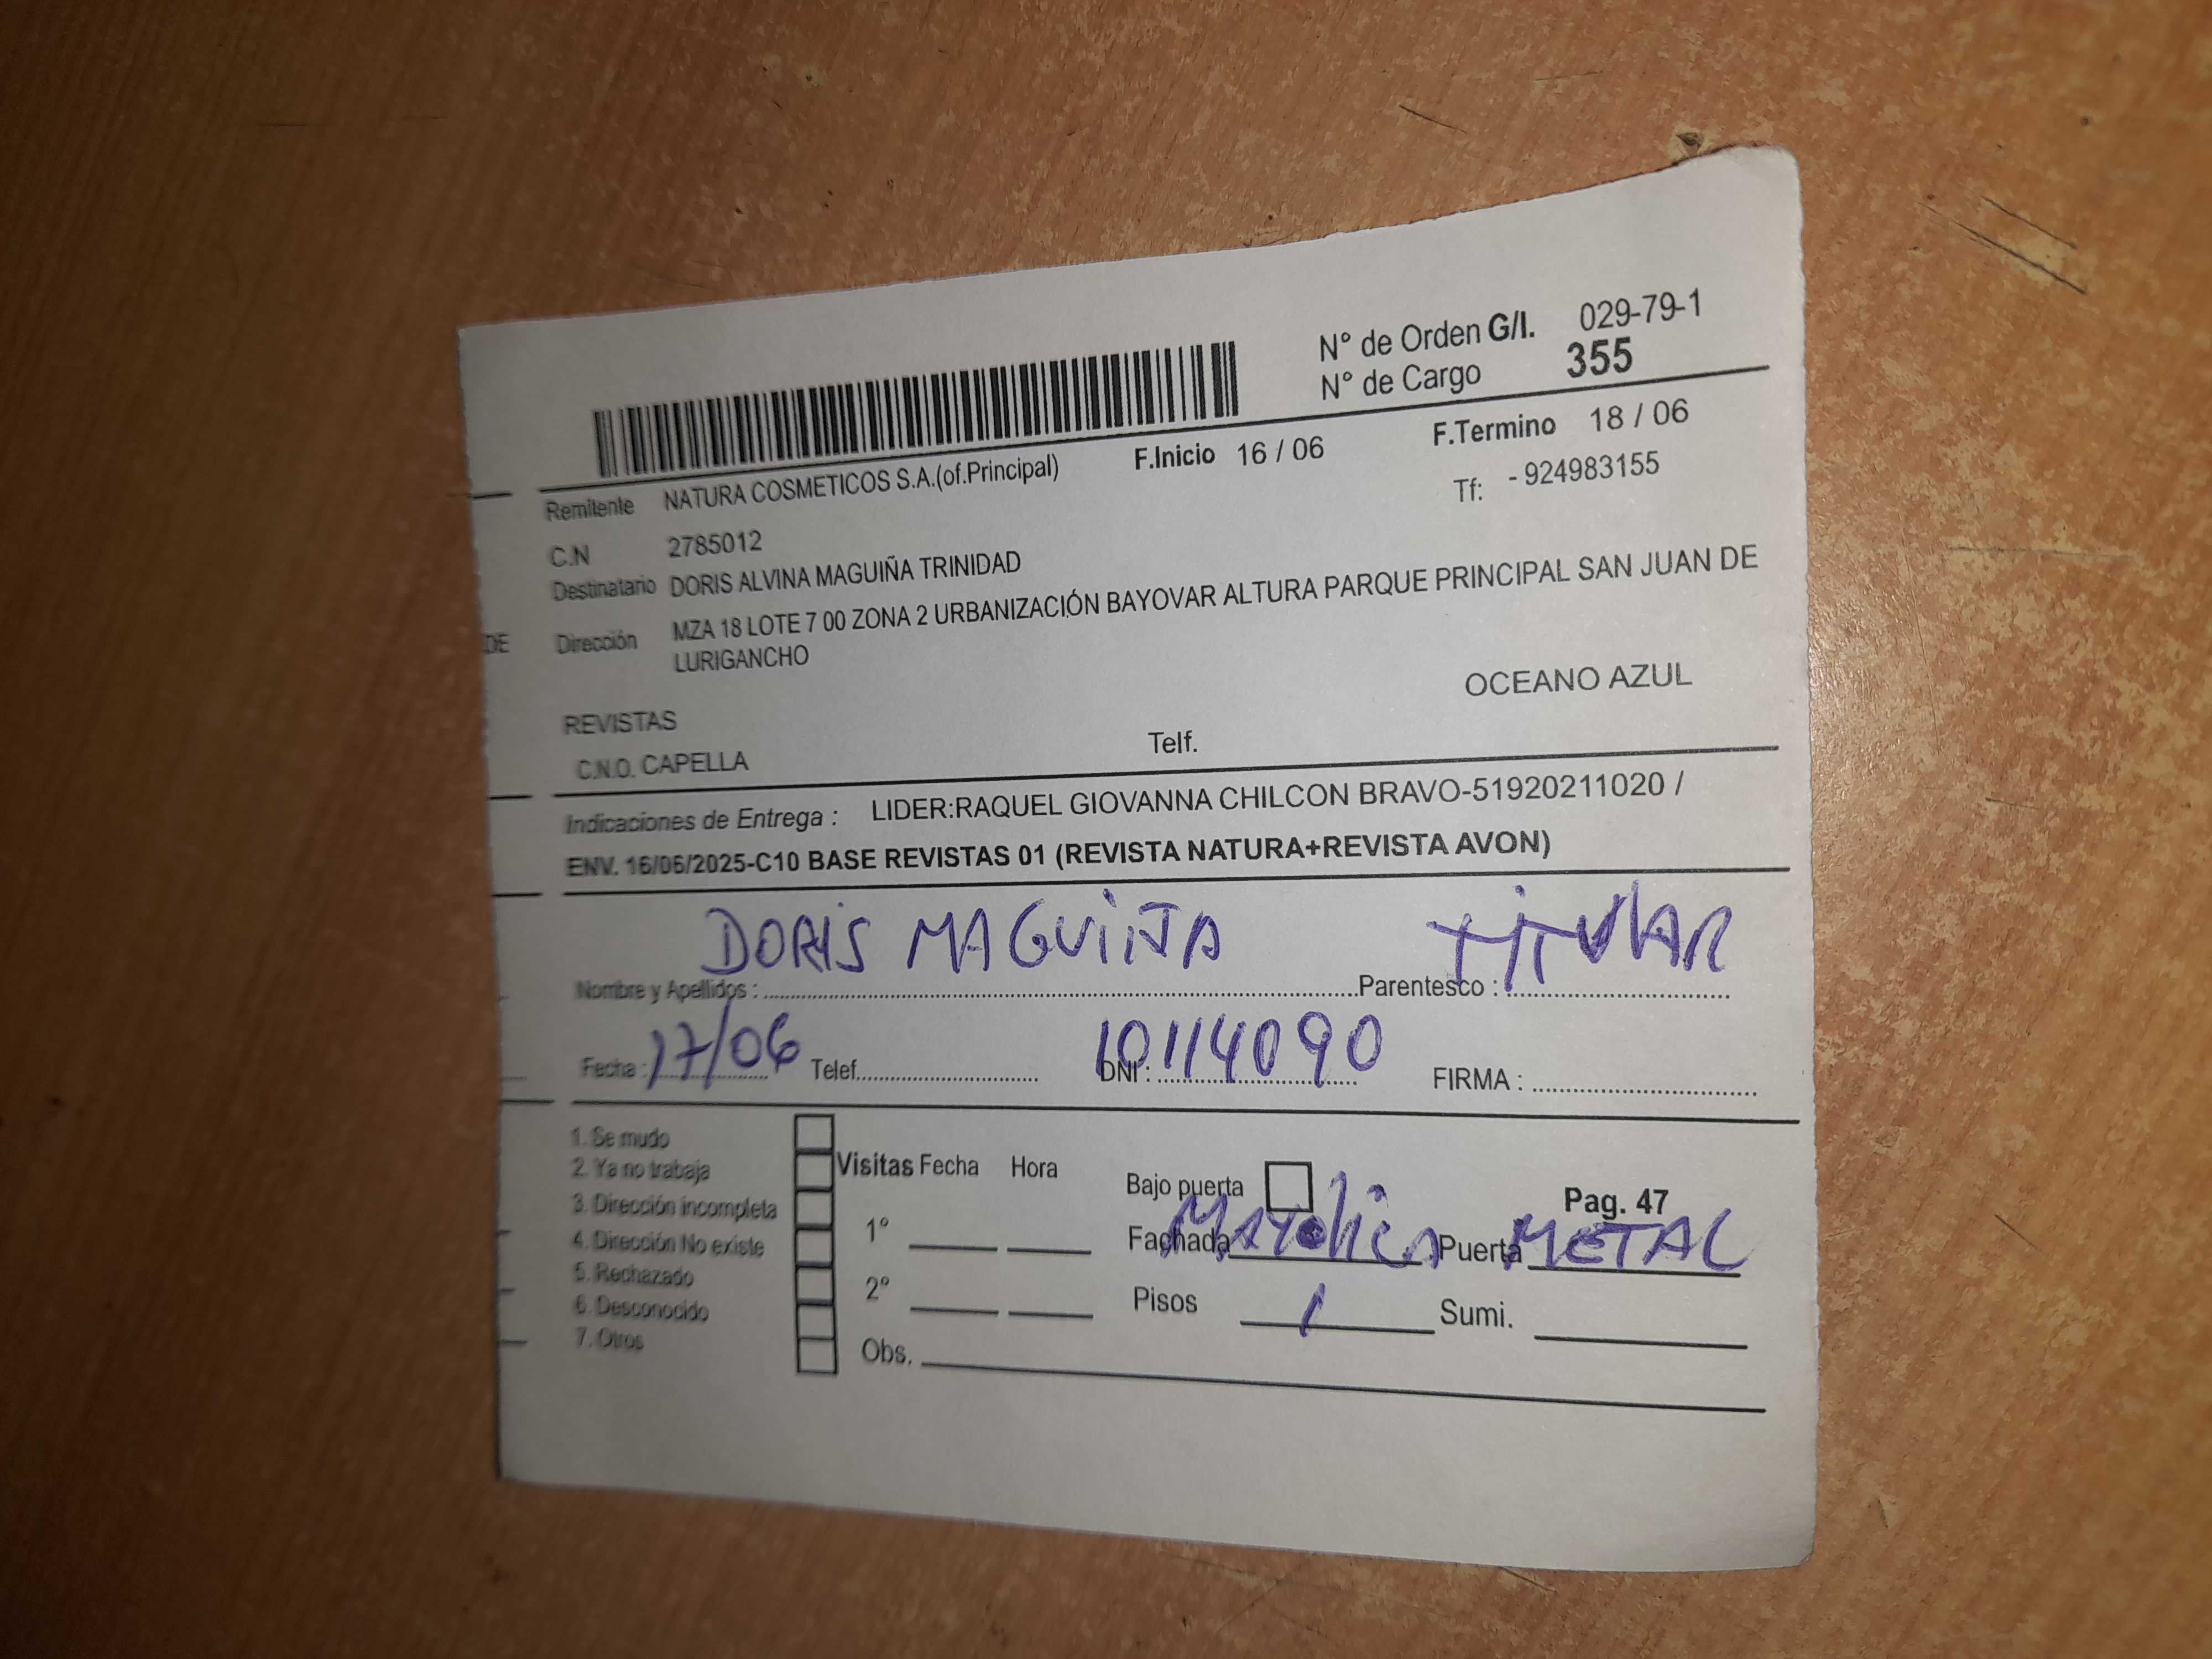 N° de Orden G/I. 029-79-1
N° de Cargo 355
F.Inicio 16 / 06 F.Termino 18 / 06
Remitente NATURA COSMETICOS S.A.(of.Principal) Tf: - 924983155
C.N 2785012
Destinatario DORIS ALVINA MAGUIÑA TRINIDAD
DE Dirección MZA 18 LOTE 7 00 ZONA 2 URBANIZACIÓN BAYOVAR ALTURA PARQUE PRINCIPAL SAN JUAN DE
LURIGANCHO
OCEANO AZUL
REVISTAS
C.N.O. CAPELLA Telf.
Indicaciones de Entrega : LIDER:RAQUEL GIOVANNA CHILCON BRAVO-51920211020 /
ENV. 16/06/2025-C10 BASE REVISTAS 01 (REVISTA NATURA+REVISTA AVON)
Nombre y Apellidos : DORIS MAGUIÑA Parentesco : TITULAR
Fecha : 17/06 Telef. DNI : 10114090 FIRMA :
1. Se mudo
2. Ya no trabaja
3. Dirección incompleta
4. Dirección No existe
5. Rechazado
6. Desconocido
7. Otros
Visitas Fecha Hora
1°
2°
Obs.
Bajo puerta Pag. 47
Fachada MAYOLICA Puerta METAL
Pisos 1 Sumi.